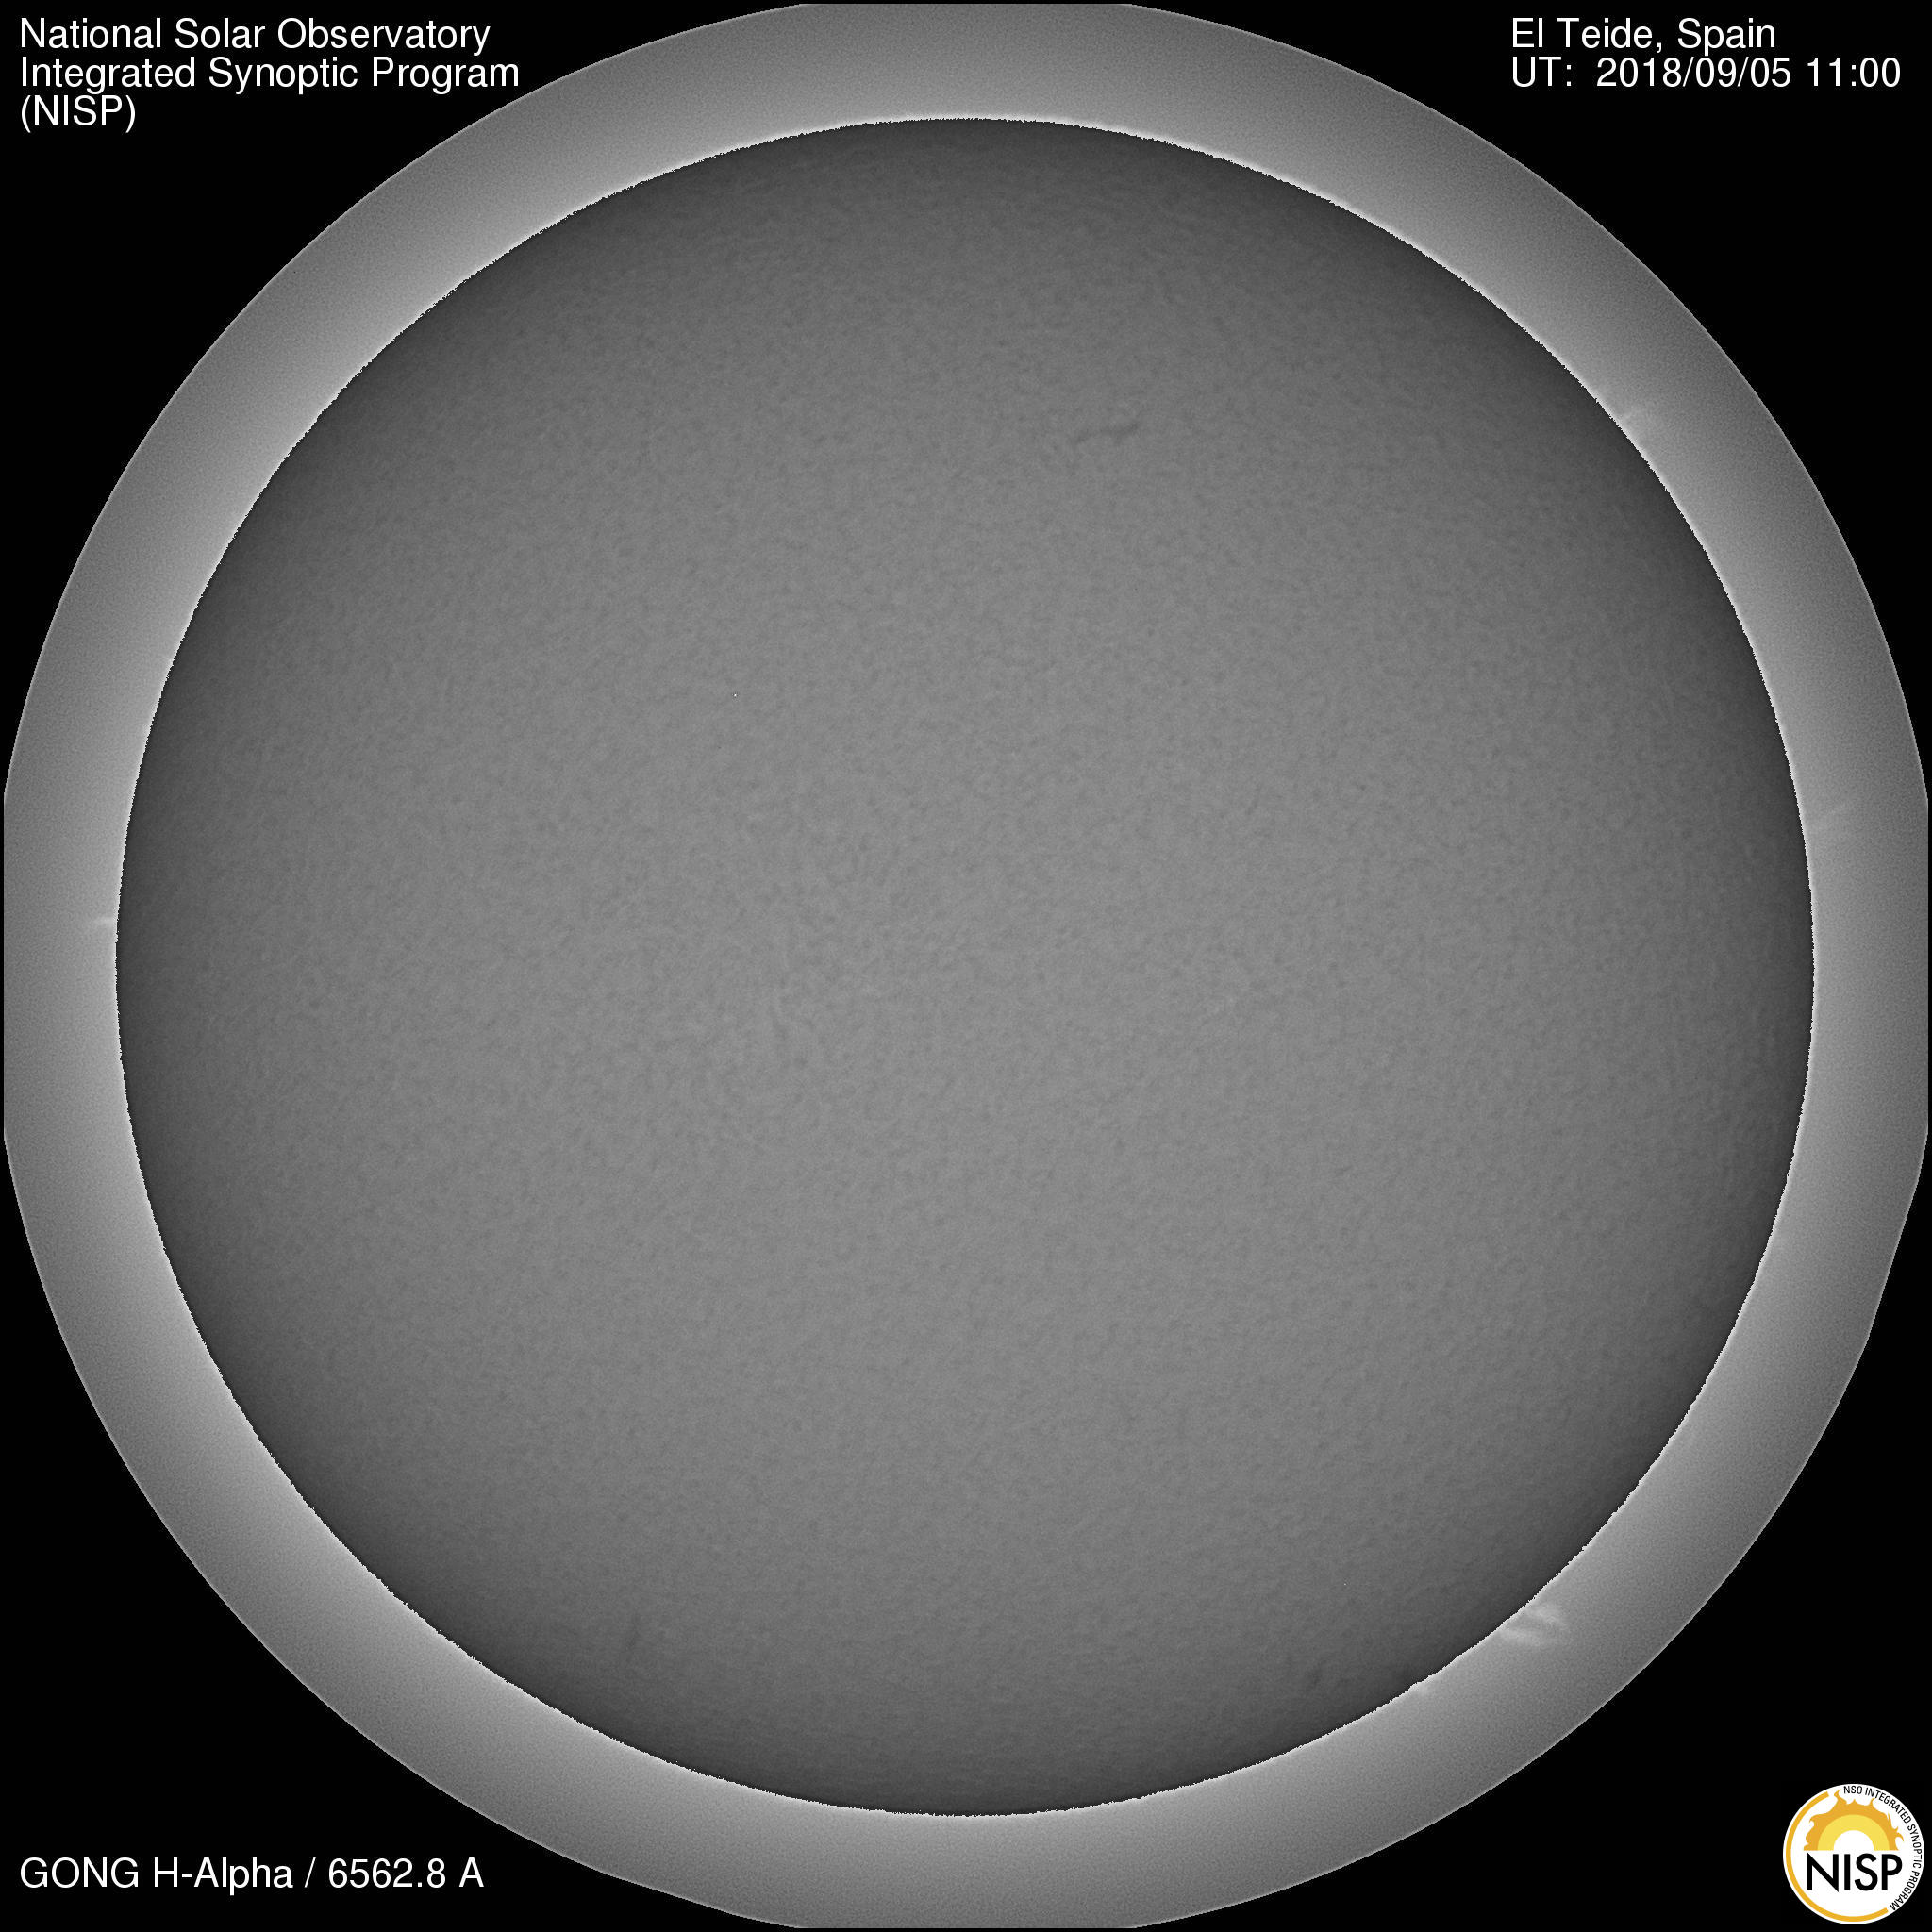 National Solar Observatory
Integrated Synoptic Program
(NISP)
El Teide, Spain
UT: 2018/09/05 11:00
GONG H-Alpha / 6562.8 A
NSO INTEGRATED SYNOPTIC PROGRAM
NISP